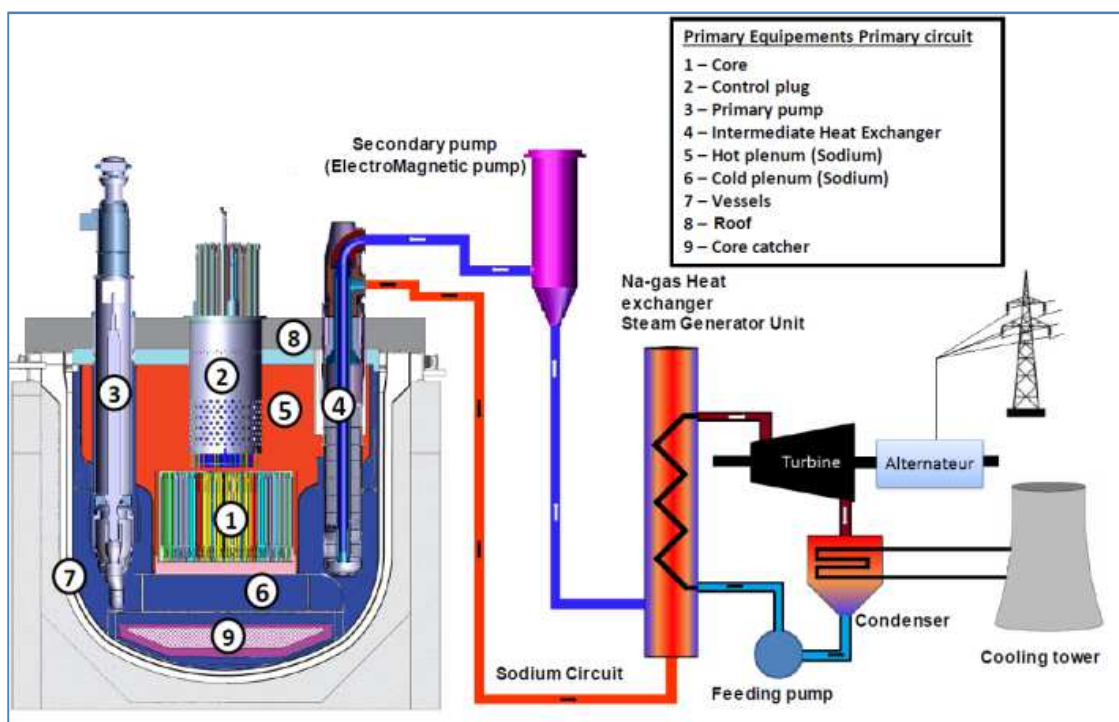 Primary Equipements Primary circuit
1 – Core
2 – Control plug
3 – Primary pump
4 – Intermediate Heat Exchanger
5 – Hot plenum (Sodium)
6 – Cold plenum (Sodium)
7 – Vessels
8 – Roof
9 – Core catcher
Secondary pump
(ElectroMagnetic pump)
Na-gas Heat
exchanger
Steam Generator Unit
8
2
3
5
4
1
7
6
9
Turbine
Alternateur
Condenser
Cooling tower
Sodium Circuit
Feeding pump